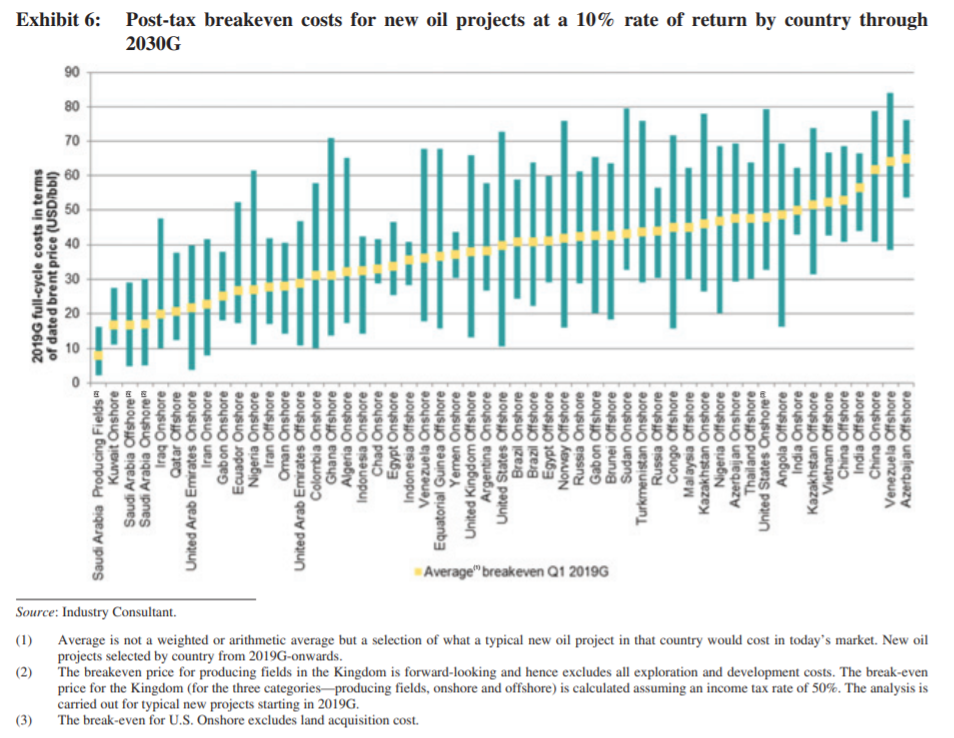 Exhibit 6: Post-tax breakeven costs for new oil projects at a 10% rate of return by country through
2030G
2019G full-cycle costs in terms
of dated brent price (USD/bbl)
90
80
70
60
50
40
30
20
10
0
Saudi Arabia Producing Fields⁽²⁾
Kuwait Onshore
Saudi Arabia Offshore⁽²⁾
Saudi Arabia Onshore⁽²⁾
Iraq Onshore
Qatar Offshore
United Arab Emirates Onshore
Iran Onshore
Gabon Onshore
Ecuador Onshore
Nigeria Onshore
Iran Offshore
Oman Onshore
United Arab Emirates Offshore
Colombia Onshore
Ghana Offshore
Algeria Onshore
Indonesia Onshore
Chad Onshore
Egypt Onshore
Indonesia Offshore
Venezuela Onshore
Equatorial Guinea Offshore
Yemen Onshore
United Kingdom Offshore
Argentina Onshore
United States Offshore
Brazil Onshore
Brazil Offshore
Egypt Offshore
Norway Offshore
Russia Onshore
Gabon Offshore
Brunei Offshore
Sudan Onshore
Turkmenistan Onshore
Russia Offshore
Congo Offshore
Malaysia Offshore
Kazakhstan Onshore
Nigeria Offshore
Azerbaijan Onshore
Thailand Offshore
United States Onshore⁽³⁾
Angola Offshore
India Onshore
Kazakhstan Offshore
Vietnam Offshore
China Offshore
India Offshore
China Onshore
Venezuela Offshore
Azerbaijan Offshore
Average⁽¹⁾ breakeven Q1 2019G
Source: Industry Consultant.
(1) Average is not a weighted or arithmetic average but a selection of what a typical new oil project in that country would cost in today's market. New oil
projects selected by country from 2019G-onwards.
(2) The breakeven price for producing fields in the Kingdom is forward-looking and hence excludes all exploration and development costs. The break-even
price for the Kingdom (for the three categories—producing fields, onshore and offshore) is calculated assuming an income tax rate of 50%. The analysis is
carried out for typical new projects starting in 2019G.
(3) The break-even for U.S. Onshore excludes land acquisition cost.